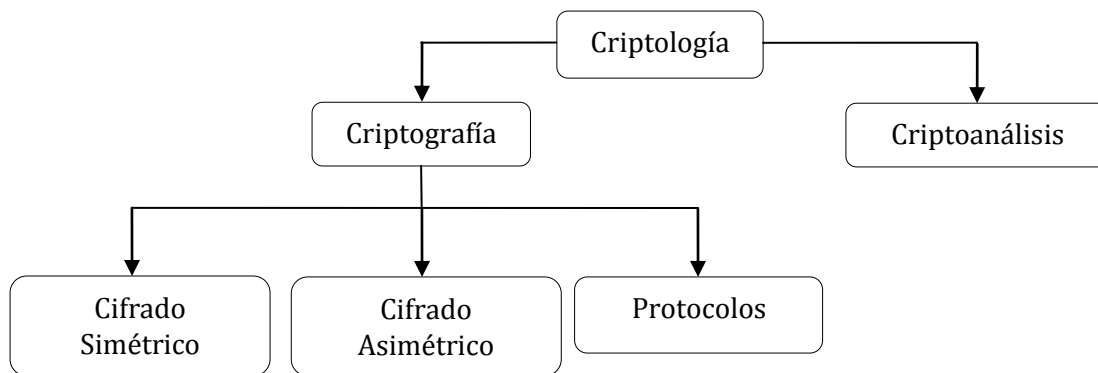 Criptología
Criptografía
Criptoanálisis
Cifrado
Simétrico
Cifrado
Asimétrico
Protocolos